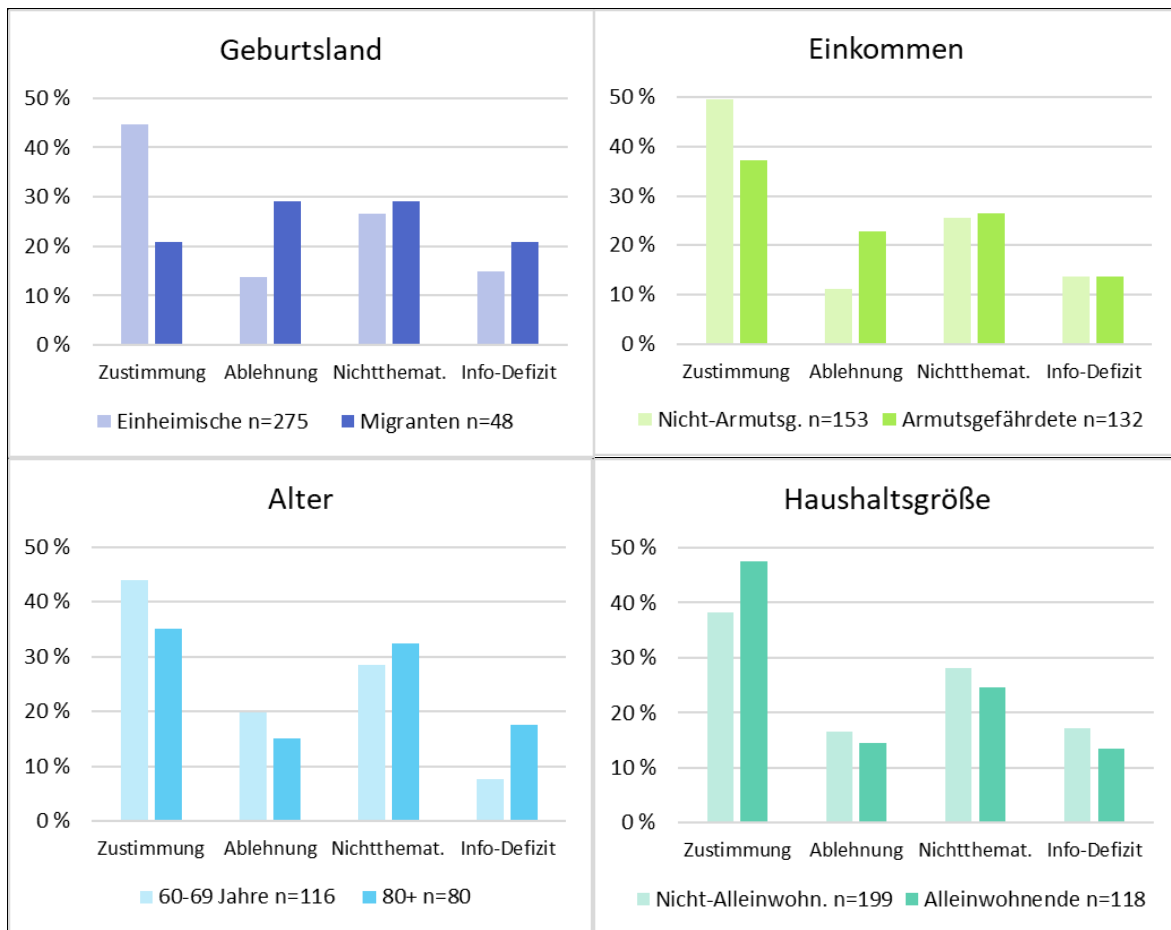 Geburtsland
50 %
40 %
30 %
20 %
10 %
0 %
Zustimmung Ablehnung Nichtthemat. Info-Defizit
Einheimische n=275 Migranten n=48
Einkommen
50 %
40 %
30 %
20 %
10 %
0 %
Zustimmung Ablehnung Nichtthemat. Info-Defizit
Nicht-Armutsg. n=153 Armutsgefährdete n=132
Alter
50 %
40 %
30 %
20 %
10 %
0 %
Zustimmung Ablehnung Nichtthemat. Info-Defizit
60-69 Jahre n=116 80+ n=80
Haushaltsgröße
50 %
40 %
30 %
20 %
10 %
0 %
Zustimmung Ablehnung Nichtthemat. Info-Defizit
Nicht-Alleinwohn. n=199 Alleinwohnende n=118